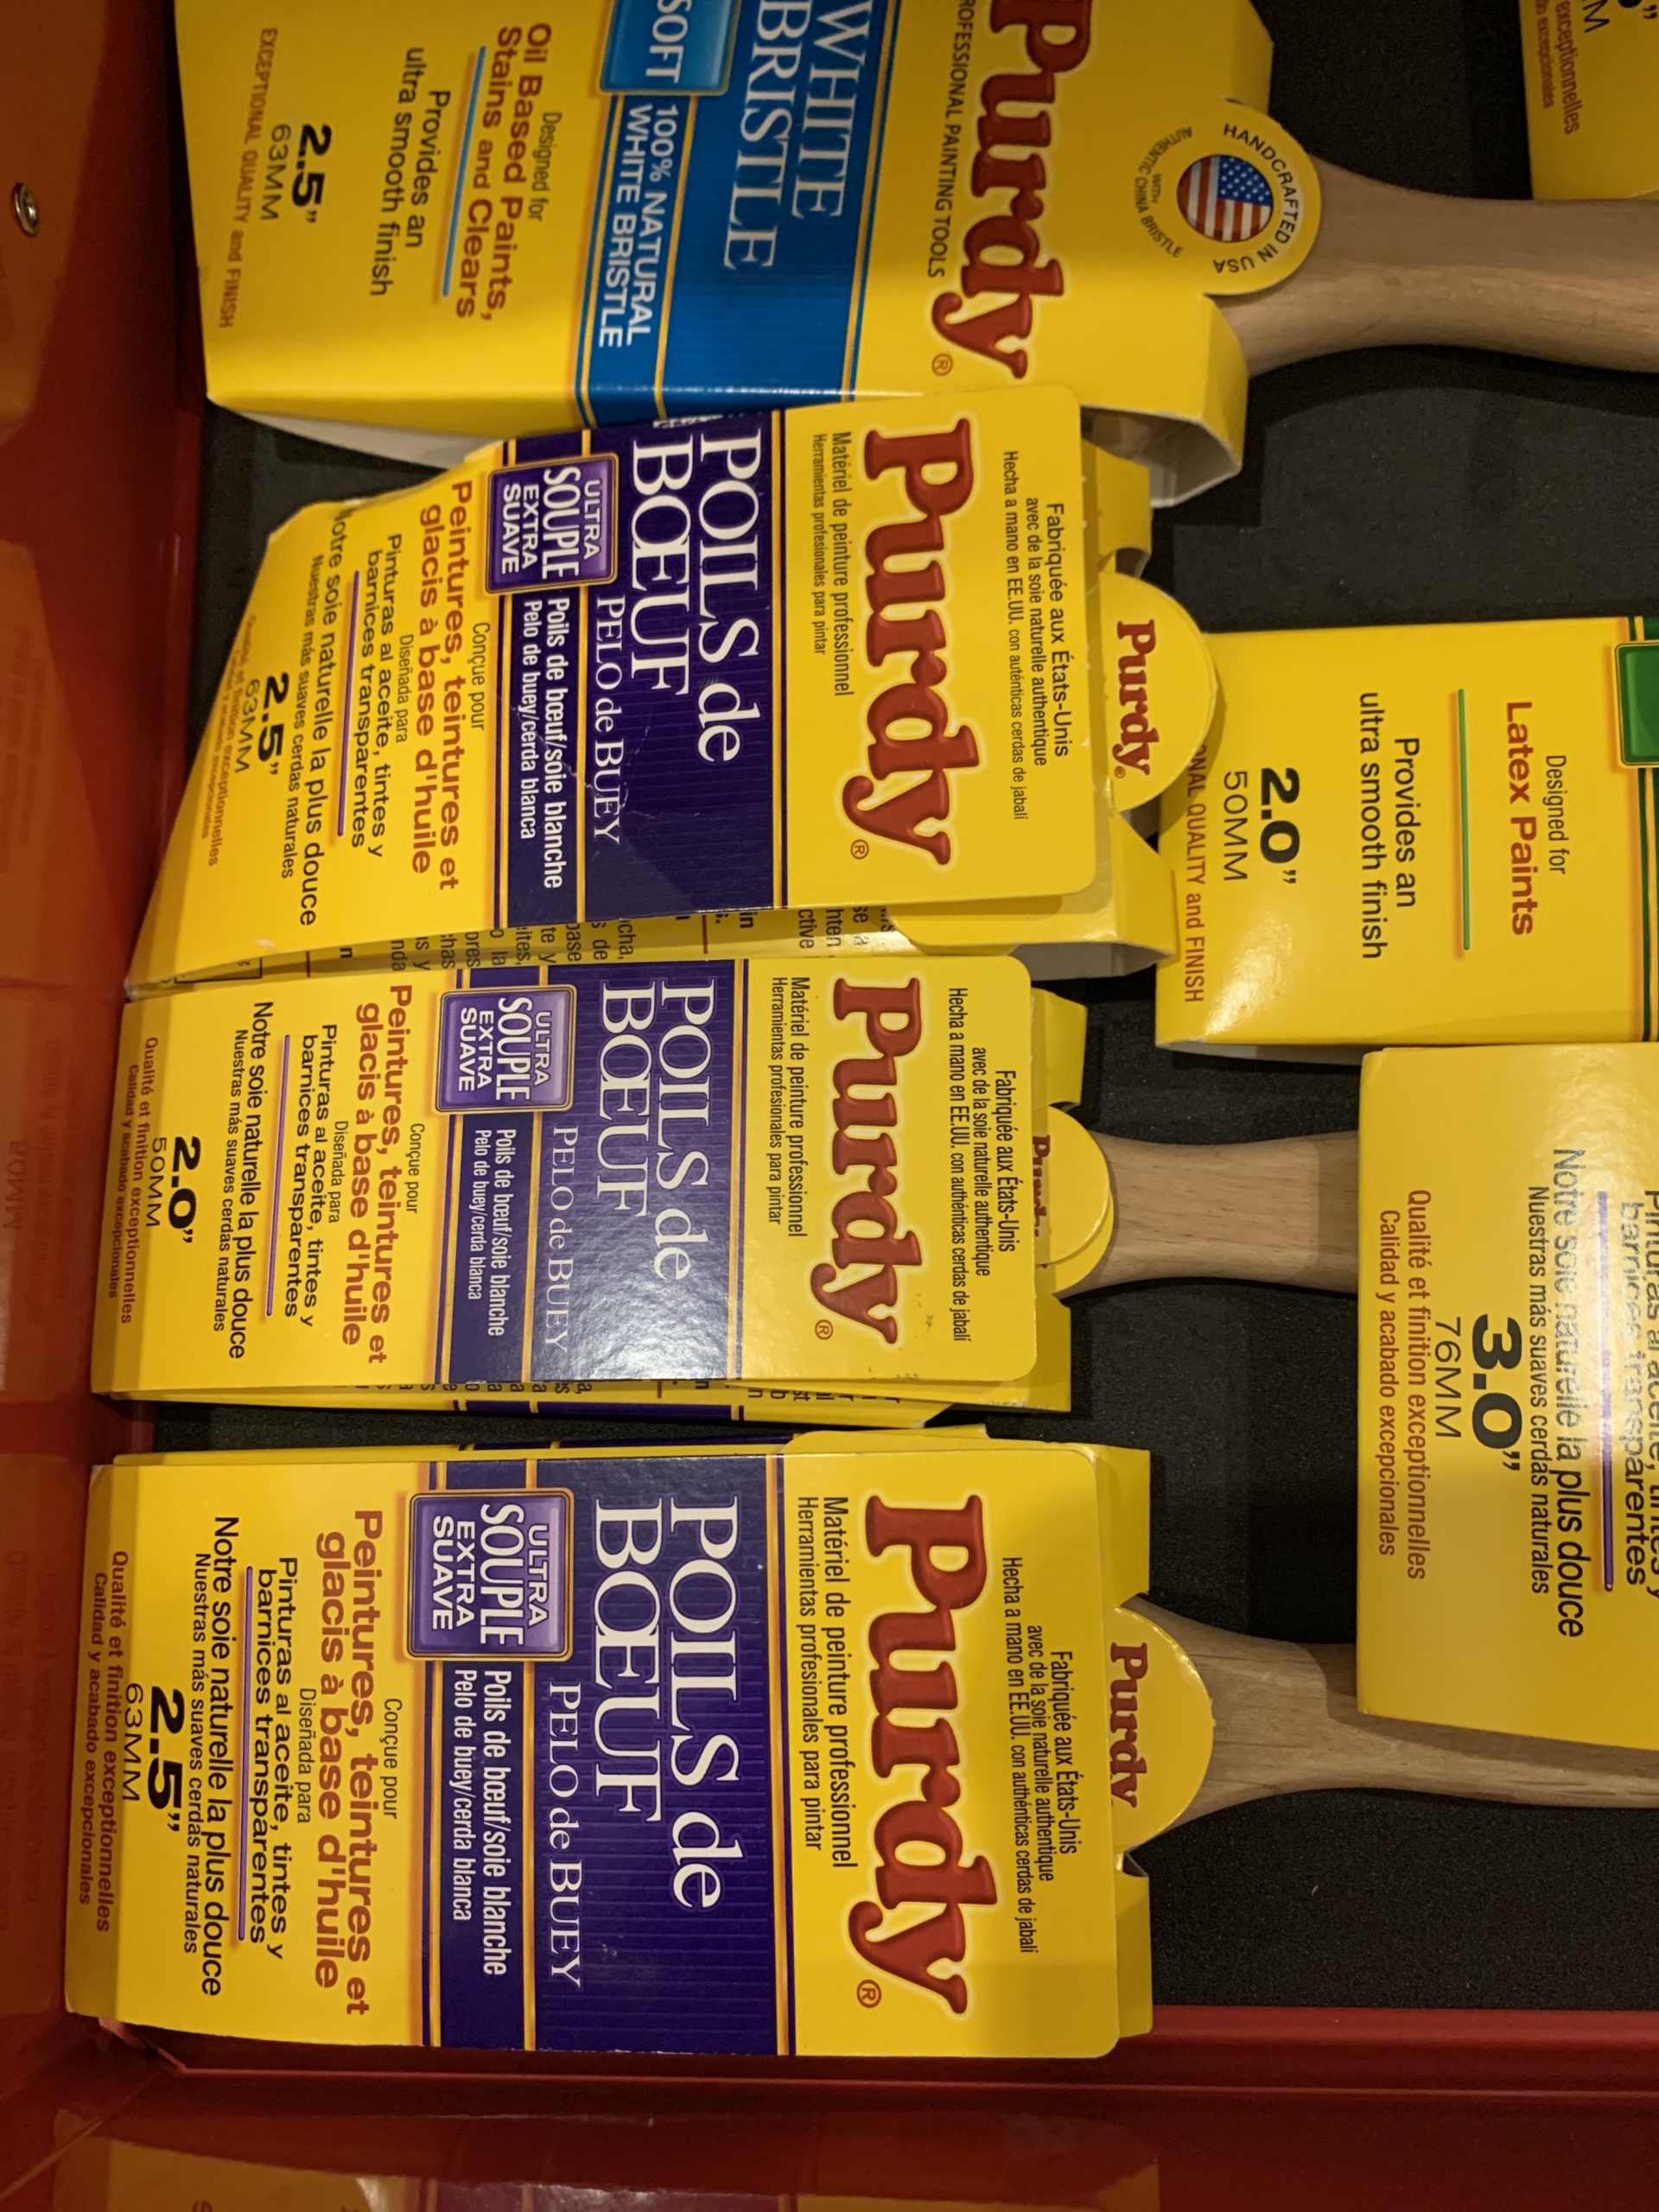 HANDCRAFTED IN USA
WITH
AUTHENTIC CHINA BRISTLE
Purdy®
PROFESSIONAL PAINTING TOOLS
WHITE
BRISTLE
SOFT
100% NATURAL
WHITE BRISTLE
Designed for
Oil Based Paints,
Stains and Clears
Provides an
ultra smooth finish
2.5"
63MM
EXCEPTIONAL QUALITY and FINISH
Purdy®
Fabriquée aux États-Unis
avec de la soie naturelle authentique
Hecha a mano en EE.UU. con auténticas cerdas de jabalí
Purdy®
Matériel de peinture professionnel
Herramientas profesionales para pintar
POILS de
BŒUF
PELO de BUEY
ULTRA
SOUPLE
EXTRA
SUAVE
Poils de bœuf/soie blanche
Pelo de buey/cerda blanca
Conçue pour
Peintures, teintures et
glacis à base d'huile
Diseñada para
Pinturas al aceite, tintes y
barnices transparentes
Notre soie naturelle la plus douce
Nuestras más suaves cerdas naturales
2.5"
63MM
Qualité et finition exceptionnelles
Fabriquée aux États-Unis
avec de la soie naturelle authentique
Hecha a mano en EE.UU. con auténticas cerdas de jabalí
Purdy®
Matériel de peinture professionnel
Herramientas profesionales para pintar
POILS de
BŒUF
PELO de BUEY
ULTRA
SOUPLE
EXTRA
SUAVE
Poils de bœuf/soie blanche
Pelo de buey/cerda blanca
Conçue pour
Peintures, teintures et
glacis à base d'huile
Diseñada para
Pinturas al aceite, tintes y
barnices transparentes
Notre soie naturelle la plus douce
Nuestras más suaves cerdas naturales
2.0"
50MM
Qualité et finition exceptionnelles
Calidad y acabado excepcionales
Purdy
Fabriquée aux États-Unis
avec de la soie naturelle authentique
Hecha a mano en EE.UU. con auténticas cerdas de jabalí
Purdy®
Matériel de peinture professionnel
Herramientas profesionales para pintar
POILS de
BŒUF
PELO de BUEY
ULTRA
SOUPLE
EXTRA
SUAVE
Poils de bœuf/soie blanche
Pelo de buey/cerda blanca
Conçue pour
Peintures, teintures et
glacis à base d'huile
Diseñada para
Pinturas al aceite, tintes y
barnices transparentes
Notre soie naturelle la plus douce
Nuestras más suaves cerdas naturales
2.5"
63MM
Qualité et finition exceptionnelles
Calidad y acabado excepcionales
exceptionnelles
Designed for
Latex Paints
Provides an
ultra smooth finish
2.0"
50MM
QUALITY and FINISH
barnices transparentes
Notre soie naturelle la plus douce
Nuestras más suaves cerdas naturales
3.0"
76MM
Qualité et finition exceptionnelles
Calidad y acabado excepcionales